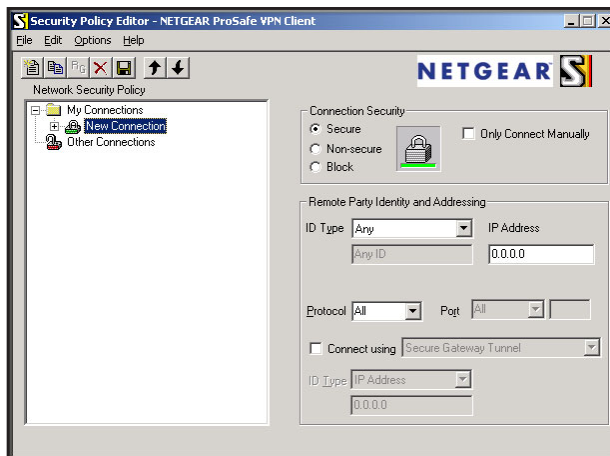 Security Policy Editor - NETGEAR ProSafe VPN Client
File Edit Options Help
NETGEAR S
Network Security Policy
My Connections
New Connection
Other Connections
Connection Security
Secure
Non-secure
Block
Only Connect Manually
Remote Party Identity and Addressing
ID Type Any IP Address
Any ID 0.0.0.0
Protocol All Port All
Connect using Secure Gateway Tunnel
ID Type IP Address
0.0.0.0